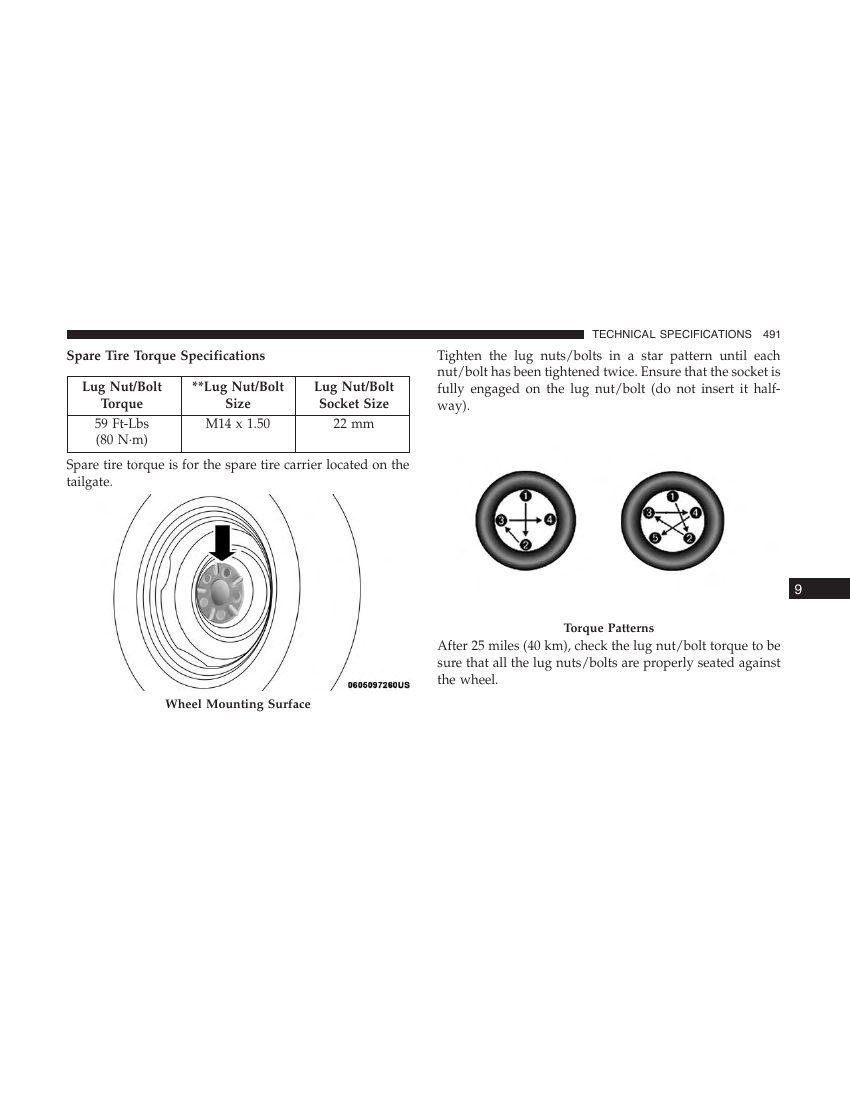 TECHNICAL SPECIFICATIONS 491
Spare Tire Torque Specifications
Lug Nut/Bolt Torque
**Lug Nut/Bolt Size
Lug Nut/Bolt Socket Size
59 Ft-Lbs (80 N·m)
M14 x 1.50
22 mm
Spare tire torque is for the spare tire carrier located on the
tailgate.
0605097260US
Wheel Mounting Surface
Tighten the lug nuts/bolts in a star pattern until each
nut/bolt has been tightened twice. Ensure that the socket is
fully engaged on the lug nut/bolt (do not insert it half-
way).
1
3 4
2
1
3 4
5 2
Torque Patterns
After 25 miles (40 km), check the lug nut/bolt torque to be
sure that all the lug nuts/bolts are properly seated against
the wheel.
9